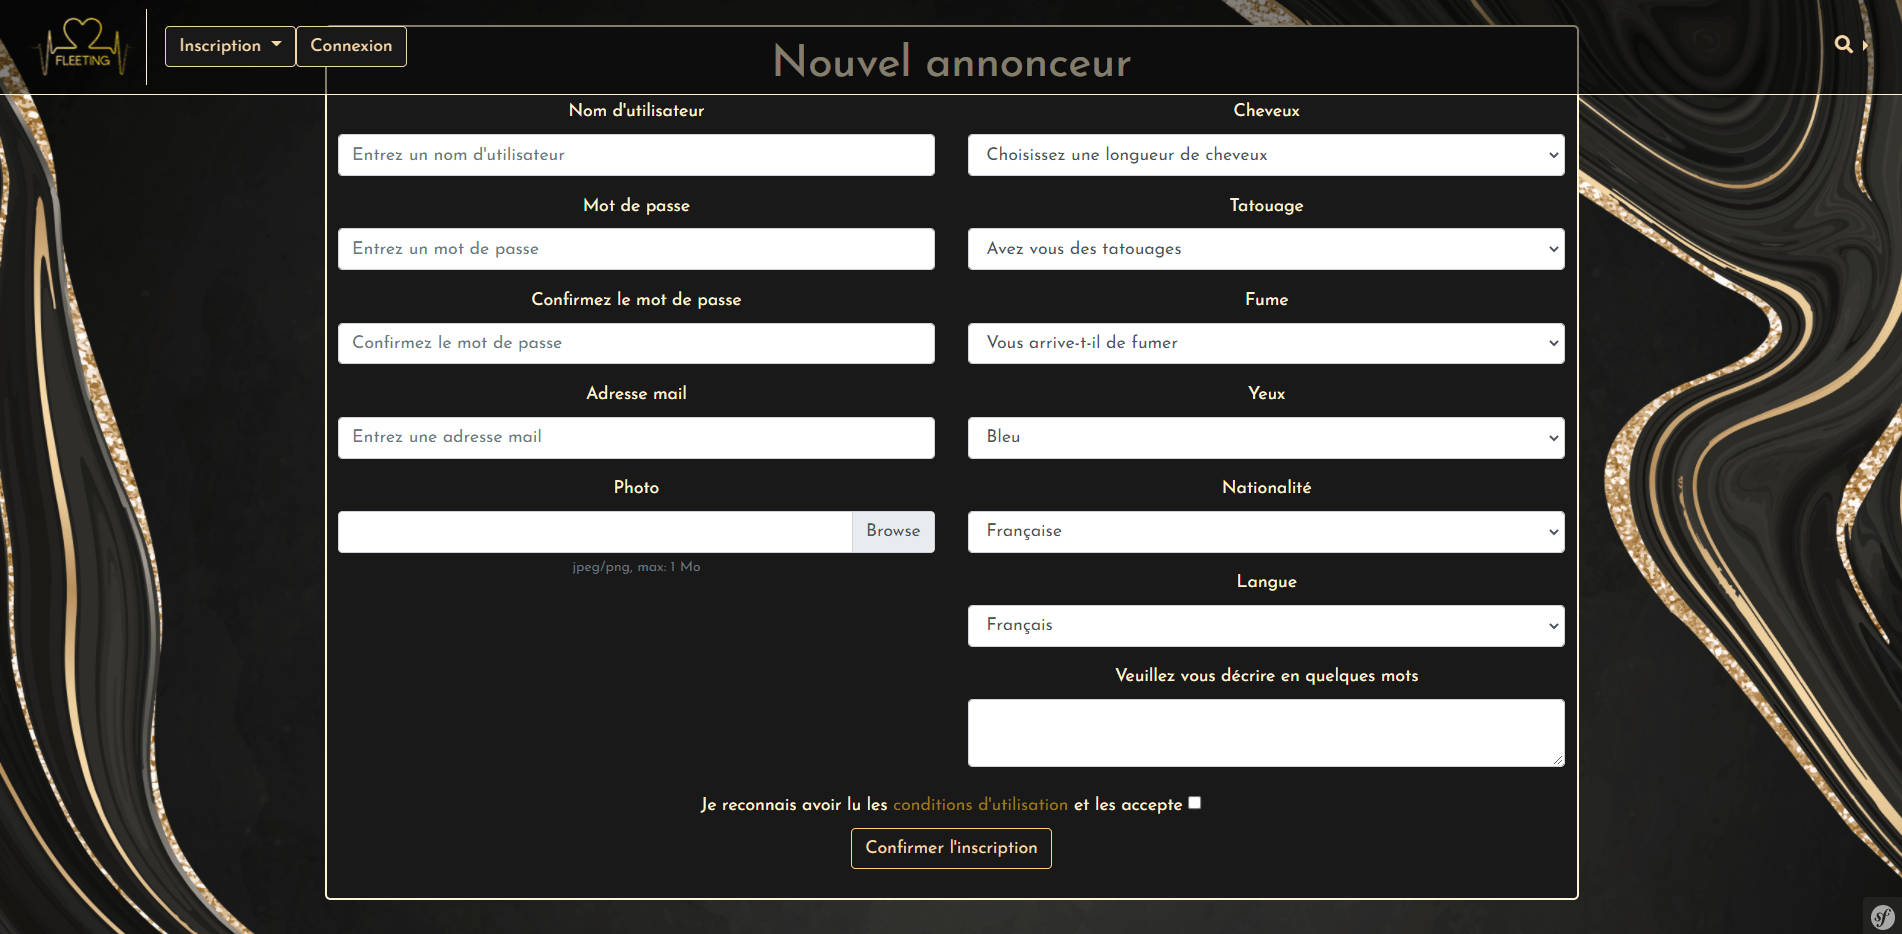 FLEETING
Inscription
Connexion
Nouvel annonceur
Nom d'utilisateur
Entrez un nom d'utilisateur
Mot de passe
Entrez un mot de passe
Confirmez le mot de passe
Confirmez le mot de passe
Adresse mail
Entrez une adresse mail
Photo
Browse
jpeg/png, max: 1 Mo
Cheveux
Choisissez une longueur de cheveux
Tatouage
Avez vous des tatouages
Fume
Vous arrive-t-il de fumer
Yeux
Bleu
Nationalité
Française
Langue
Français
Veuillez vous décrire en quelques mots
Je reconnais avoir lu les conditions d'utilisation et les accepte
Confirmer l'inscription
sf